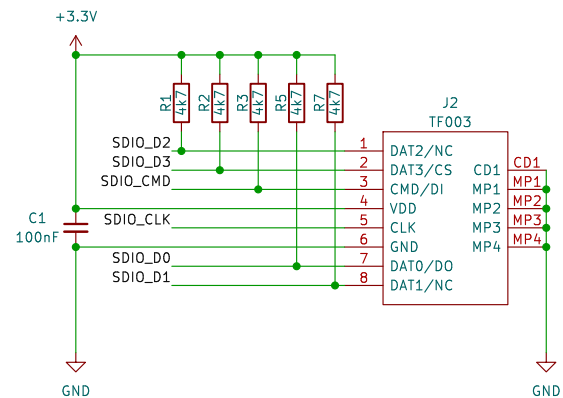 +3.3V
R1
4k7
R2
4k7
R3
4k7
R5
4k7
R7
4k7
J2
TF003
SDIO_D2
1
DAT2/NC
SDIO_D3
2
DAT3/CS
CD1
CD1
SDIO_CMD
3
CMD/DI
MP1
MP1
4
VDD
MP2
MP2
C1
100nF
SDIO_CLK
5
CLK
MP3
MP3
6
GND
MP4
MP4
SDIO_D0
7
DAT0/DO
SDIO_D1
8
DAT1/NC
GND
GND